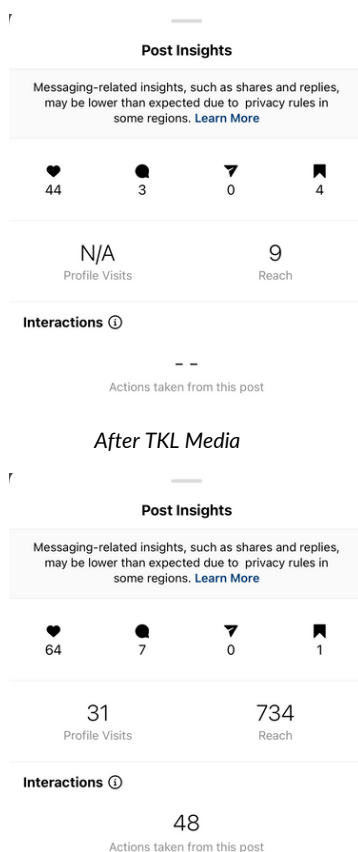 Post Insights
Messaging-related insights, such as shares and replies,
may be lower than expected due to privacy rules in
some regions. Learn More
44 3 0 4
N/A 9
Profile Visits Reach
Interactions
--
Actions taken from this post
After TKL Media
Post Insights
Messaging-related insights, such as shares and replies,
may be lower than expected due to privacy rules in
some regions. Learn More
64 7 0 1
31 734
Profile Visits Reach
Interactions
48
Actions taken from this post